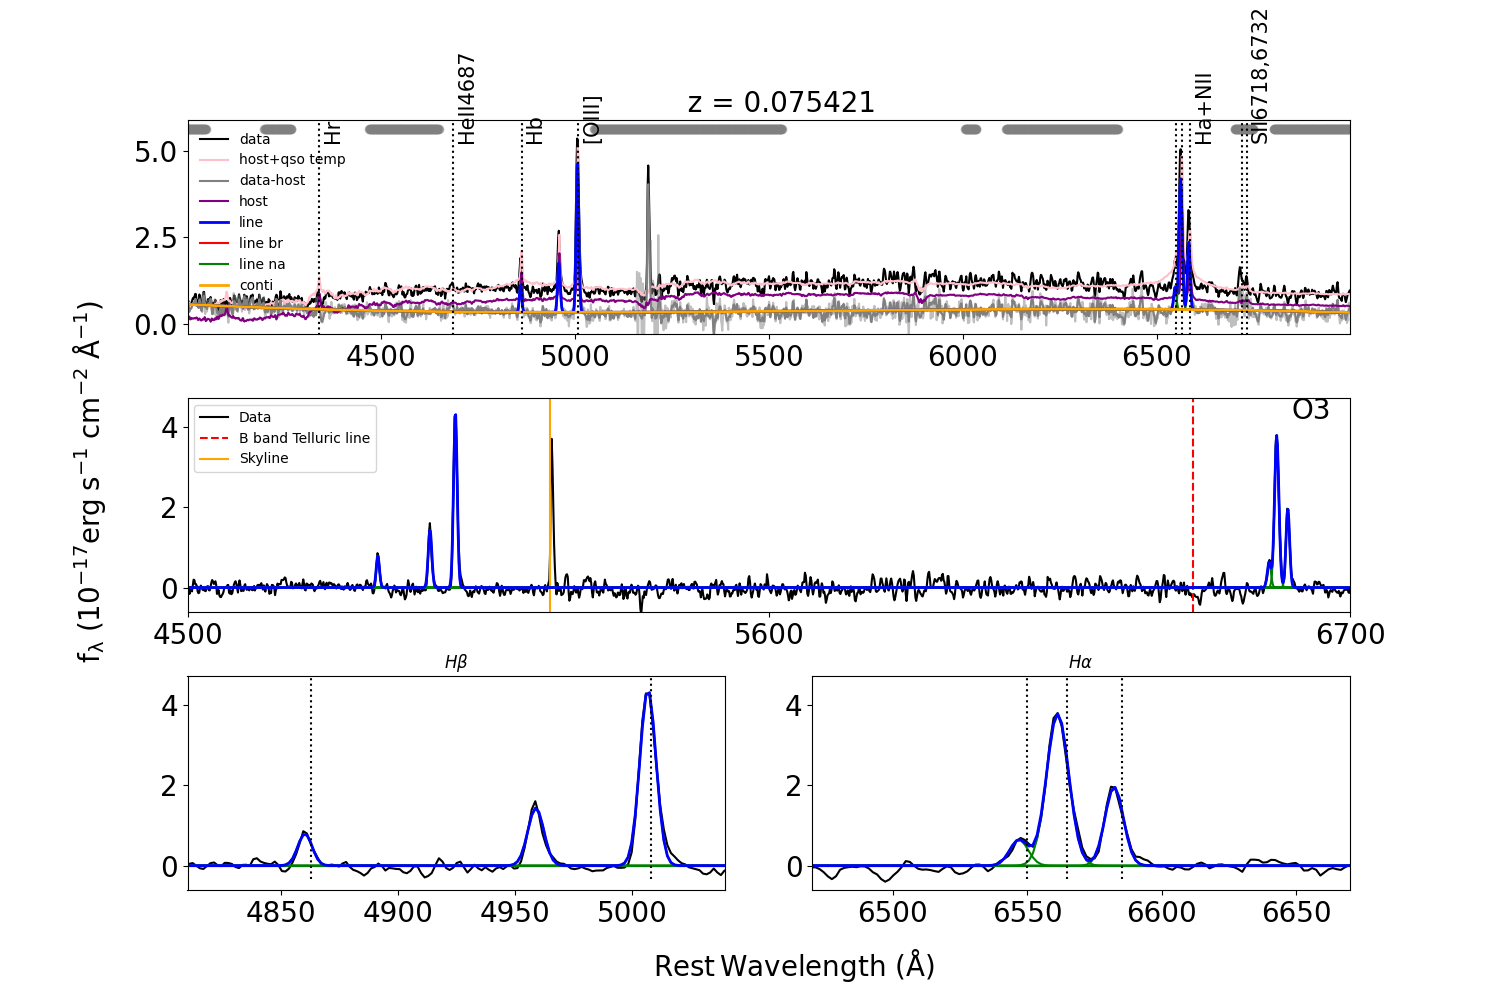 z = 0.075421
Hr
HeII4687
Hb
[OIII]
Ha+NII
SII6718,6732
data
host+qso temp
data-host
host
line
line br
line na
conti
5.0
2.5
0.0
4500
5000
5500
6000
6500
O3
Data
B band Telluric line
Skyline
4
2
0
4500
5600
6700
fλ (10−17erg s−1 cm−2 Å−1)
Hβ
4
2
0
4850
4900
4950
5000
Hα
4
2
0
6500
6550
6600
6650
Rest Wavelength (Å)